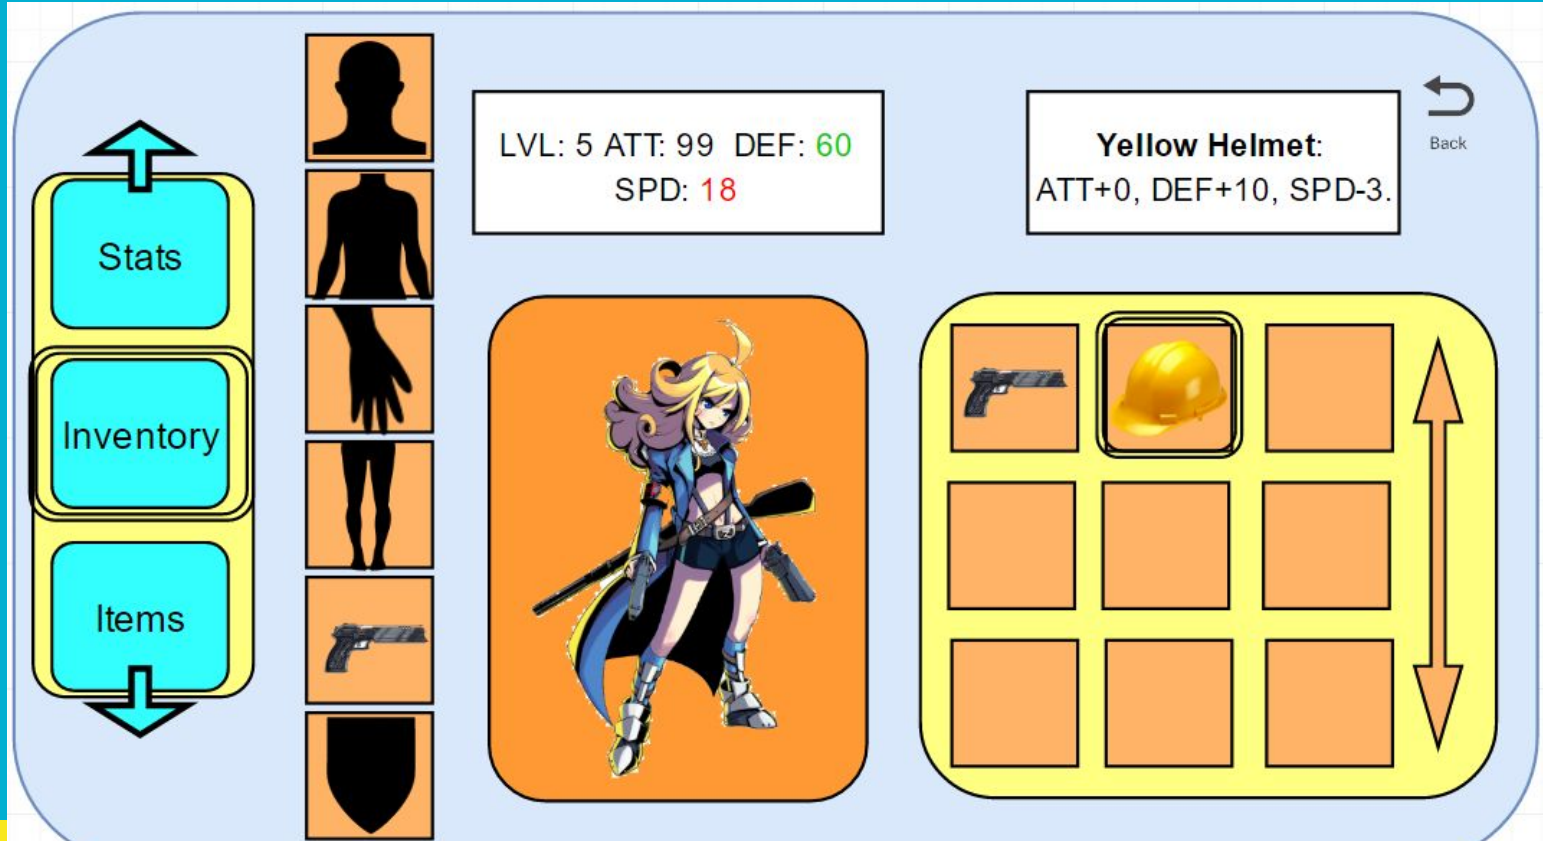 LVL: 5 ATT: 99 DEF: 60
SPD: 18
Yellow Helmet:
ATT+0, DEF+10, SPD-3.
Back
Stats
Inventory
Items